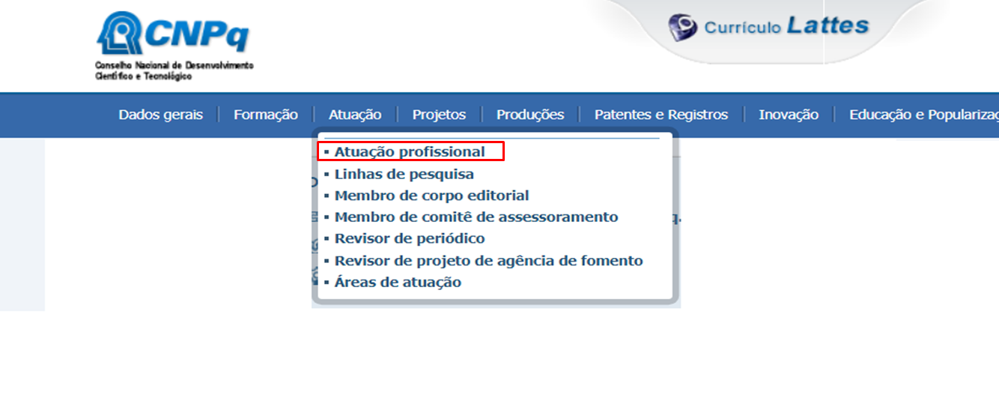 CNPq
Conselho Nacional de Desenvolvimento
Científico e Tecnológico
Currículo Lattes
Dados gerais | Formação | Atuação | Projetos | Produções | Patentes e Registros | Inovação | Educação e Populariza
Atuação profissional
Linhas de pesquisa
Membro de corpo editorial
Membro de comitê de assessoramento
q.
Revisor de periódico
Revisor de projeto de agência de fomento
Áreas de atuação